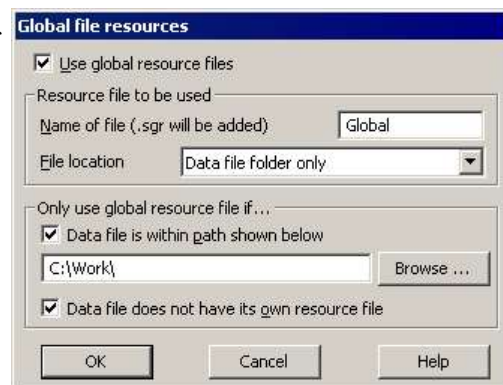 Global file resources
Use global resource files
Resource file to be used
Name of file (.sgr will be added) Global
File location Data file folder only
Only use global resource file if...
Data file is within path shown below
C:\Work\ Browse ...
Data file does not have its own resource file
OK Cancel Help